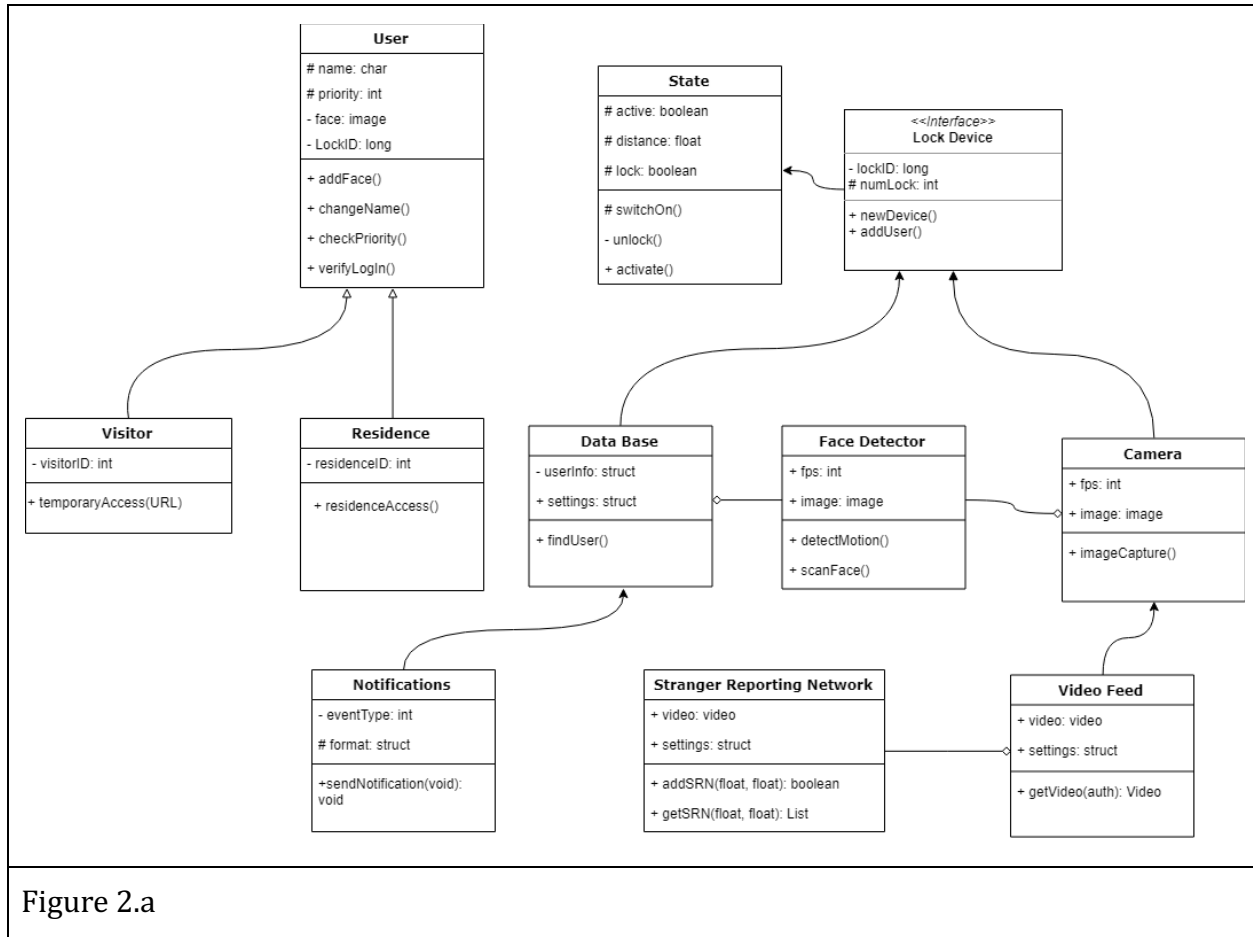 User
# name: char
# priority: int
- face: image
- LockID: long
+ addFace()
+ changeName()
+ checkPriority()
+ verifyLogIn()
State
# active: boolean
# distance: float
# lock: boolean
# switchOn()
- unlock()
+ activate()
<<Interface>>
Lock Device
- lockID: long
# numLock: int
+ newDevice()
+ addUser()
Visitor
- visitorID: int
+ temporaryAccess(URL)
Residence
- residenceID: int
+ residenceAccess()
Data Base
- userInfo: struct
+ settings: struct
+ findUser()
Face Detector
+ fps: int
+ image: image
+ detectMotion()
+ scanFace()
Camera
+ fps: int
+ image: image
+ imageCapture()
Notifications
- eventType: int
# format: struct
+sendNotification(void):
void
Stranger Reporting Network
+ video: video
+ settings: struct
+ addSRN(float, float): boolean
+ getSRN(float, float): List
Video Feed
+ video: video
+ settings: struct
+ getVideo(auth): Video
Figure 2.a